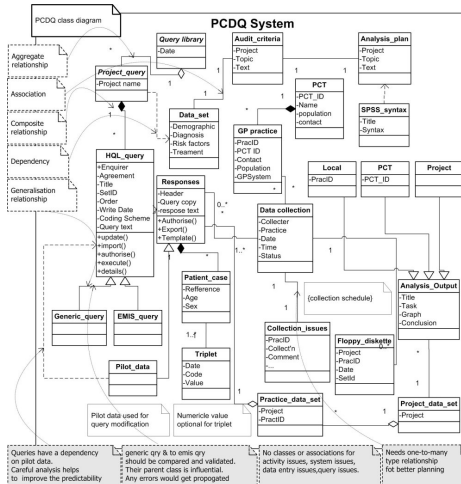 PCDQ class diagram
PCDQ System
Aggregate
relationship
Association
Composite
relationship
Dependency
Generalisation
relationship
Query library
-Date
Project_query
-Project name
Audit_criteria
-Project
-Topic
-Text
Analysis_plan
-Project
-Topic
-Text
Data_set
-Demographic
-Diagnosis
-Risk factors
-Treament
PCT
-PCT_ID
-Name
-population
-contact
SPSS_syntax
-Title
-Syntax
GP practice
-PracID
-PCT ID
-Contact
-Population
-GPSystem
HQL_query
+Enquirer
-Agreement
-Title
-SetID
-Order
-Write Date
-Coding Scheme
-Query text
+update()
+import()
+authorise()
+execute()
+details()
Responses
-Header
-Query copy
-respose text
+Authorise()
+Export()
+Template()
Local
-PracID
PCT
-PCT_ID
Project
Data collection
-Collecter
-Practice
-Date
-Time
-Status
0..*
1..*
Patient_case
-Refference
-Age
-Sex
{collection schedule}
Analysis_Output
-Title
-Task
-Graph
-Conclusion
Generic_query
EMIS_query
Collection_issues
-PracID
-Collect'n
-Comment
-...
Floppy_diskette
-Project
-PracID
-Date
-SetId
0..*
Pilot_data
Triplet
-Date
-Code
-Value
Practice_data_set
-Project
-PractID
Project_data_set
-Project
Pilot data used for
query modification
Numericle value
optional for triplet
Queries have a dependency
on pilot data.
Careful analysis helps
to improve the predictability
generic qry & to emis qry
should be compared and validated.
Their parent class is influential.
Any errors would get propogated
No classes or associations for
activity issues, system issues,
data entry issues,query issues.
Needs one-to-many
type relationship
fot better planning